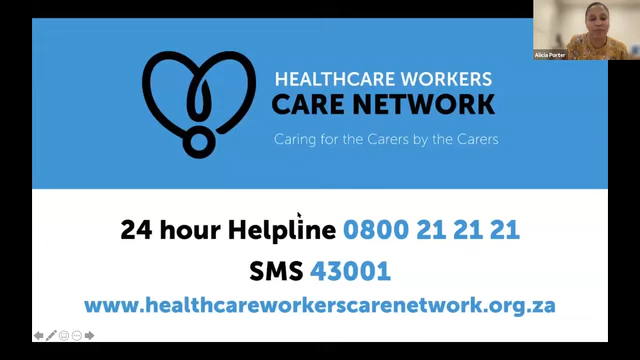 Alicia Porter
HEALTHCARE WORKERS
CARE NETWORK
Caring for the Carers by the Carers
24 hour Helpline 0800 21 21 21
SMS 43001
www.healthcareworkerscarenetwork.org.za